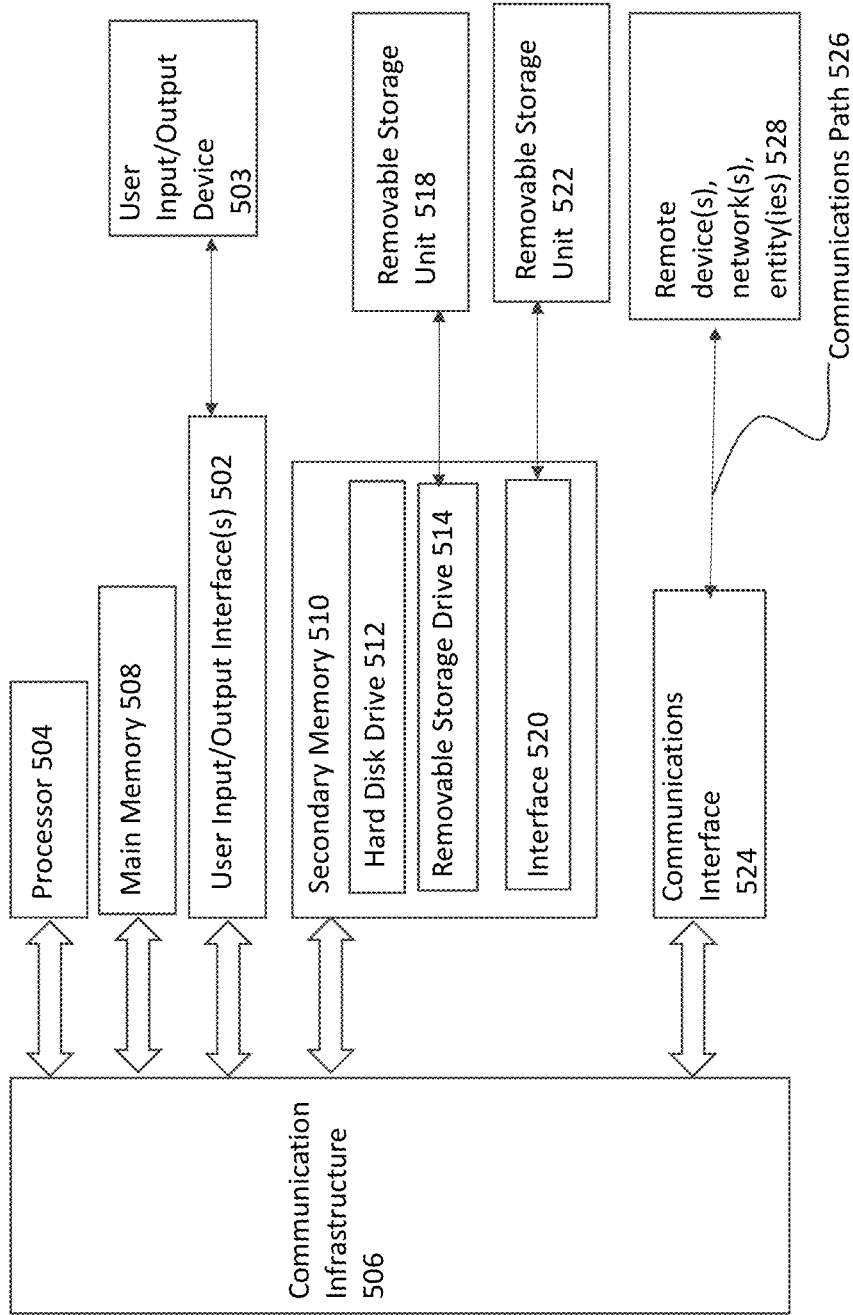 Processor 504
Main Memory 508
User Input/Output Interface(s) 502
User
Input/Output
Device
503
Secondary Memory 510
Hard Disk Drive 512
Removable Storage Drive 514
Interface 520
Removable Storage
Unit 518
Removable Storage
Unit 522
Communication
Infrastructure
506
Communications
Interface
524
Remote
device(s),
network(s),
entity(ies) 528
Communications Path 526